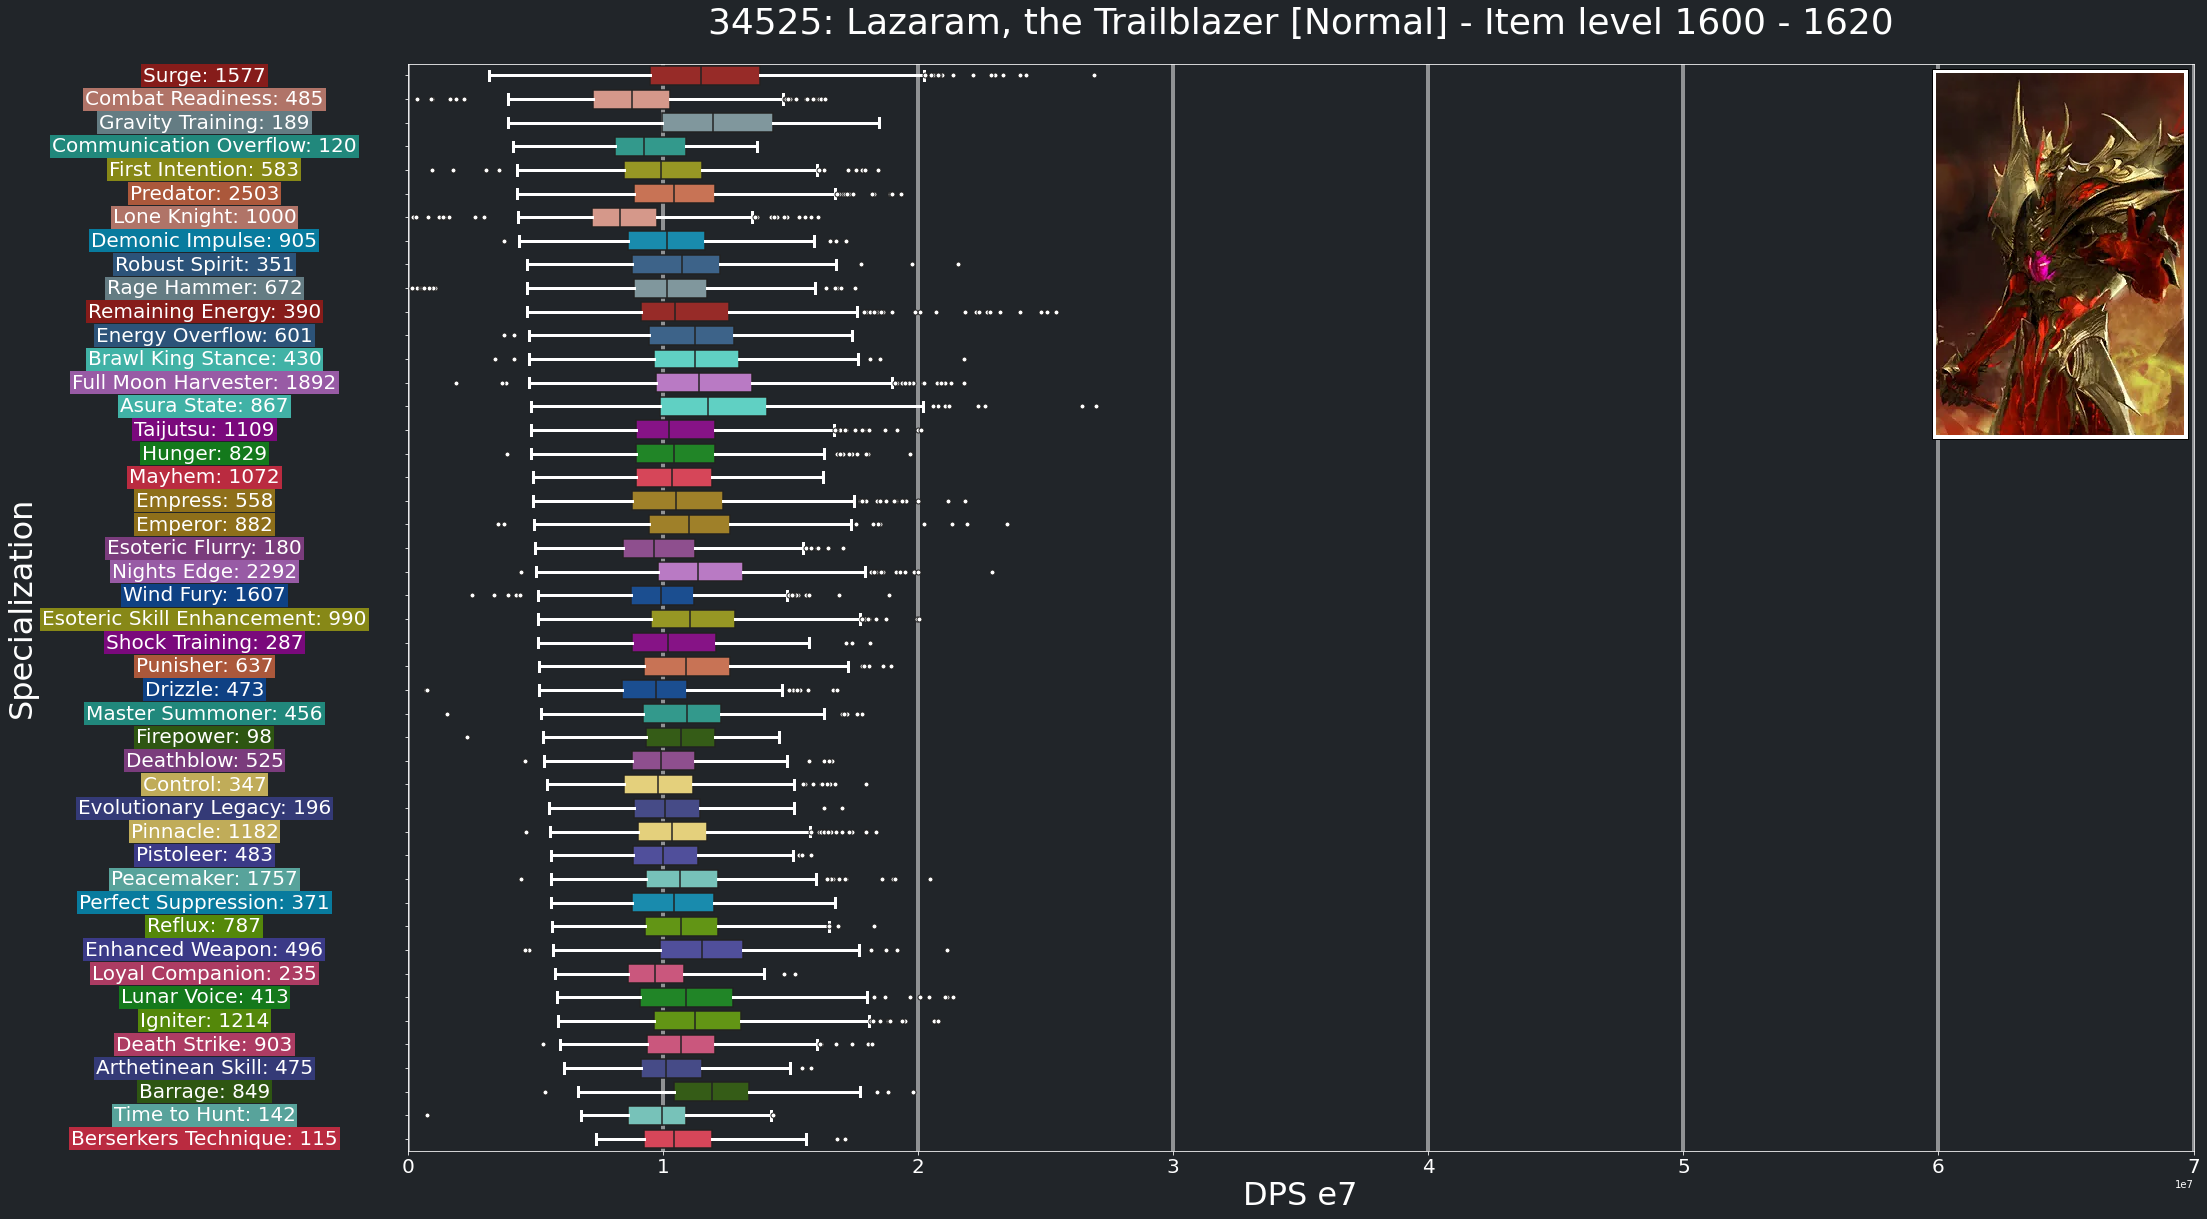 34525: Lazaram, the Trailblazer [Normal] - Item level 1600 - 1620
Specialization
Surge: 1577
Combat Readiness: 485
Gravity Training: 189
Communication Overflow: 120
First Intention: 583
Predator: 2503
Lone Knight: 1000
Demonic Impulse: 905
Robust Spirit: 351
Rage Hammer: 672
Remaining Energy: 390
Energy Overflow: 601
Brawl King Stance: 430
Full Moon Harvester: 1892
Asura State: 867
Taijutsu: 1109
Hunger: 829
Mayhem: 1072
Empress: 558
Emperor: 882
Esoteric Flurry: 180
Nights Edge: 2292
Wind Fury: 1607
Esoteric Skill Enhancement: 990
Shock Training: 287
Punisher: 637
Drizzle: 473
Master Summoner: 456
Firepower: 98
Deathblow: 525
Control: 347
Evolutionary Legacy: 196
Pinnacle: 1182
Pistoleer: 483
Peacemaker: 1757
Perfect Suppression: 371
Reflux: 787
Enhanced Weapon: 496
Loyal Companion: 235
Lunar Voice: 413
Igniter: 1214
Death Strike: 903
Arthetinean Skill: 475
Barrage: 849
Time to Hunt: 142
Berserkers Technique: 115
0 1 2 3 4 5 6 7
1e7
DPS e7